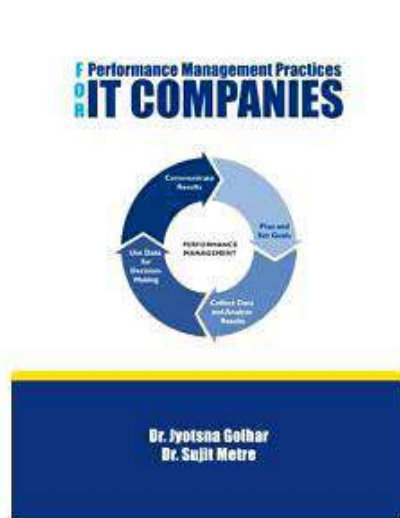 Performance Management Practices
FOR
IT COMPANIES
Communicate
Results
Plan and
Set Goals
PERFORMANCE
MANAGEMENT
Use Data
for
Decision-
Making
Collect Data
and Analyze
Results
Dr. Jyotsna Golhar
Dr. Sujit Metre